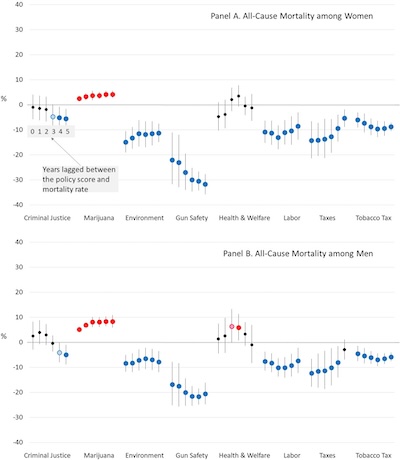 Panel A. All-Cause Mortality among Women
40
30
20
10
%
0
0 1 2 3 4 5
-10
-20
-30
-40
Years lagged between
the policy score and
mortality rate
Criminal Justice Marijuana Environment Gun Safety Health & Welfare Labor Taxes Tobacco Tax
Panel B. All-Cause Mortality among Men
40
30
20
10
%
0
-10
-20
-30
-40
Criminal Justice Marijuana Environment Gun Safety Health & Welfare Labor Taxes Tobacco Tax